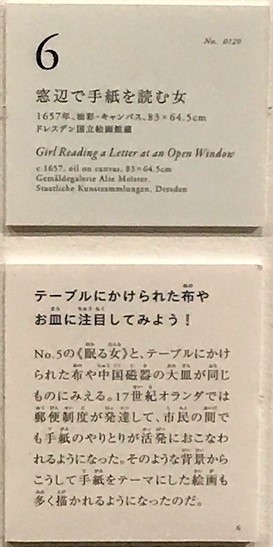 6
No. 0120
窓辺で手紙を読む女
1657年、油彩・キャンバス、83×64.5cm
ドレスデン国立絵画館蔵
Girl Reading a Letter at an Open Window
c.1657, oil on canvas, 83×64.5cm
Gemäldegalerie Alte Meister,
Staatliche Kunstsammlungen, Dresden
テーブルにかけられた布や
お皿に注目してみよう！
No.5の《眠る女》と、テーブルにかけ
られた布や中国磁器の大皿が同じ
ものにみえる。17世紀オランダでは
郵便制度が発達して、市民の間で
も手紙のやりとりが活発におこなわ
れるようになった。そのような背景から
こうして手紙をテーマにした絵画も
多く描かれるようになったのだ。
6